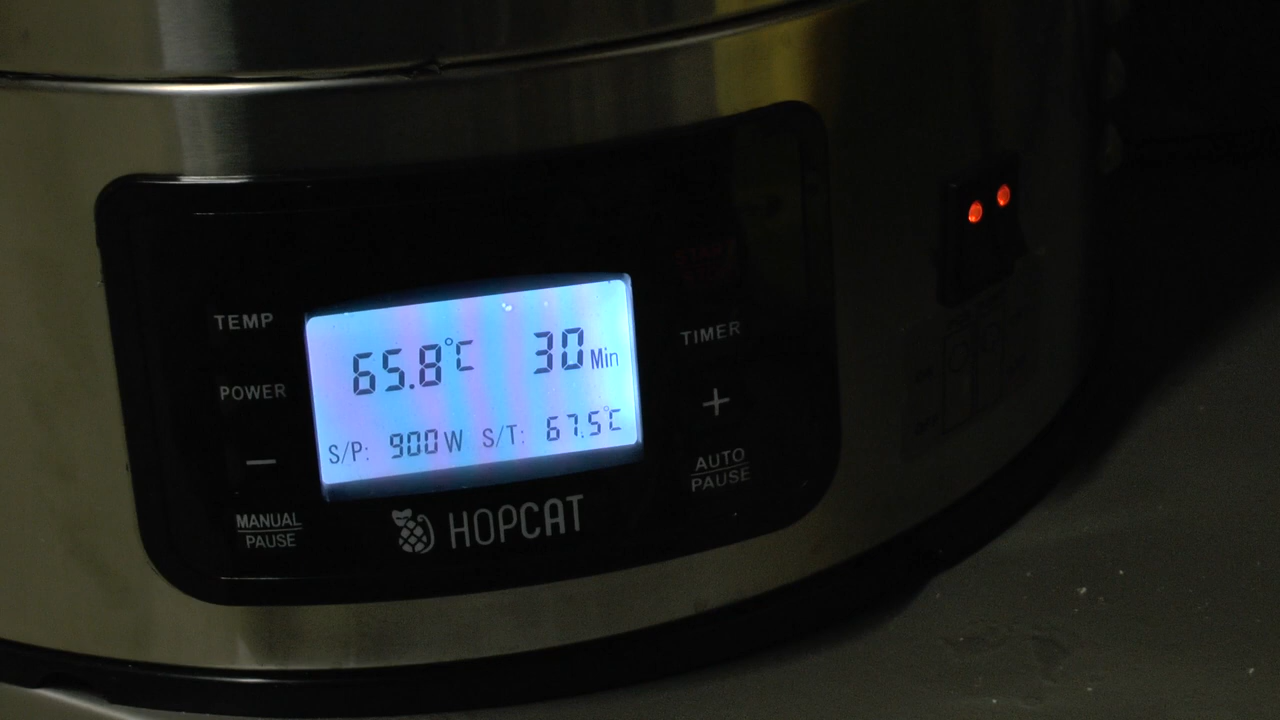 TEMP
POWER
—
MANUAL
PAUSE
65.8°C 30 Min
S/P: 900W S/T: 67.5°C
HOPCAT
TIMER
+
AUTO
PAUSE